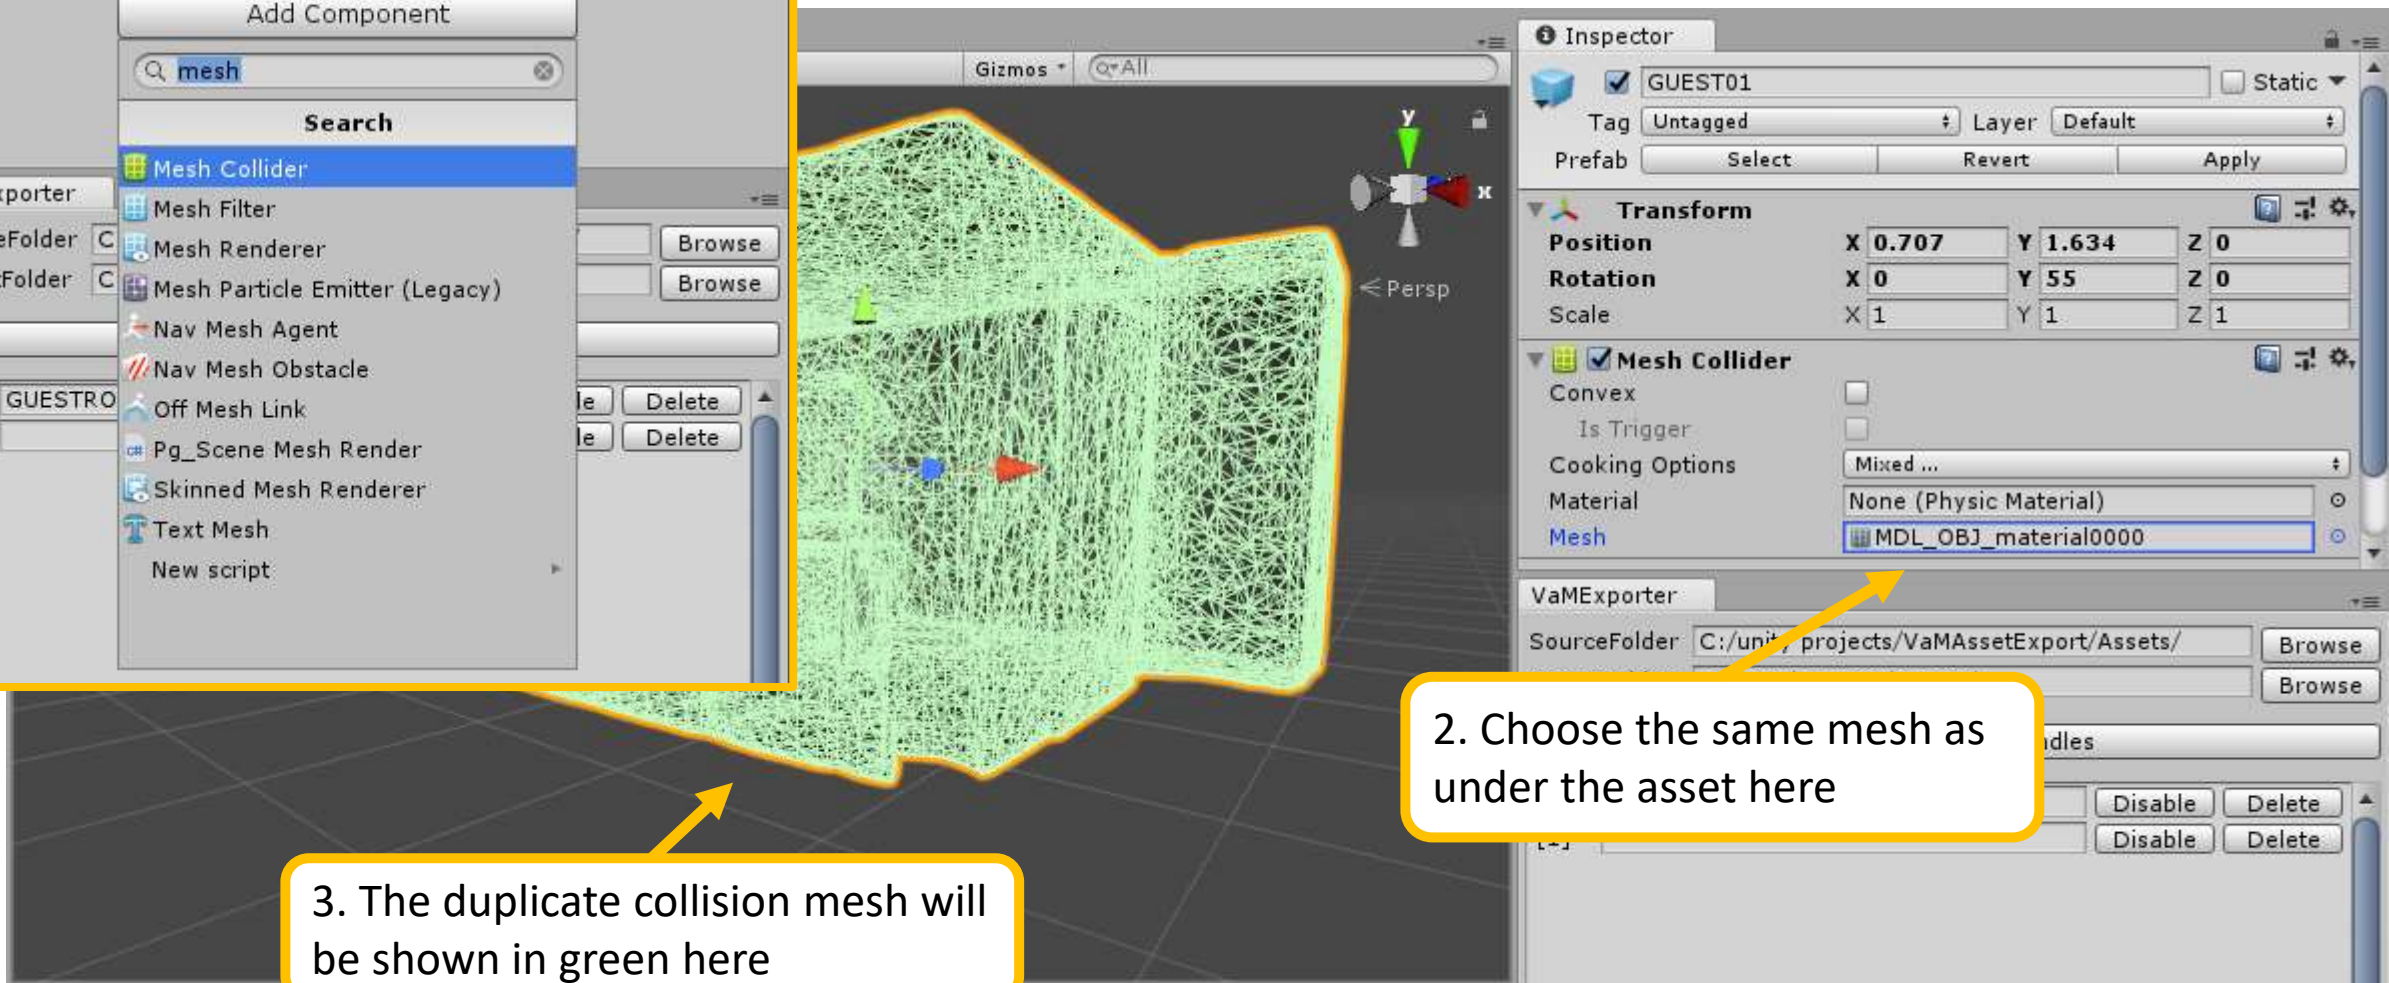 Add Component
mesh
Search
Mesh Collider
Mesh Filter
Mesh Renderer
Mesh Particle Emitter (Legacy)
Nav Mesh Agent
Nav Mesh Obstacle
Off Mesh Link
Pg_Scene Mesh Render
Skinned Mesh Renderer
Text Mesh
New script
porter
eFolder C Browse
Folder C Browse
GUESTRO le Delete
le Delete
Gizmos All
y
x
Persp
Inspector
GUEST01 Static
Tag Untagged Layer Default
Prefab Select Revert Apply
Transform
Position X 0.707 Y 1.634 Z 0
Rotation X 0 Y 55 Z 0
Scale X 1 Y 1 Z 1
Mesh Collider
Convex
Is Trigger
Cooking Options Mixed ...
Material None (Physic Material)
Mesh MDL_OBJ_material0000
VaMExporter
SourceFolder C:/unity projects/VaMAssetExport/Assets/ Browse
Browse
dles
Disable Delete
Disable Delete
2. Choose the same mesh as
under the asset here
3. The duplicate collision mesh will
be shown in green here